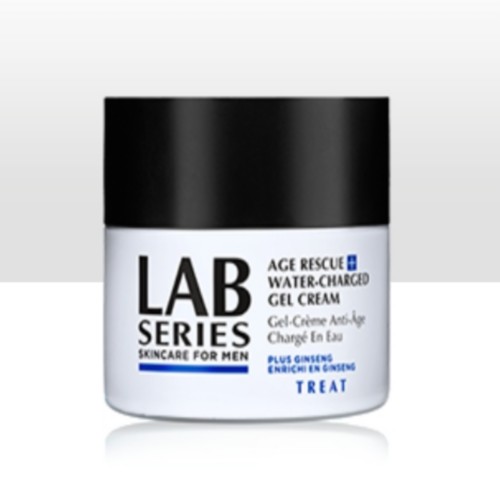 LAB
SERIES
SKINCARE FOR MEN
AGE RESCUE +
WATER-CHARGED
GEL CREAM
Gel-Crème Anti-Âge
Chargé En Eau
PLUS GINSENG
ENRICHI EN GINSENG
TREAT